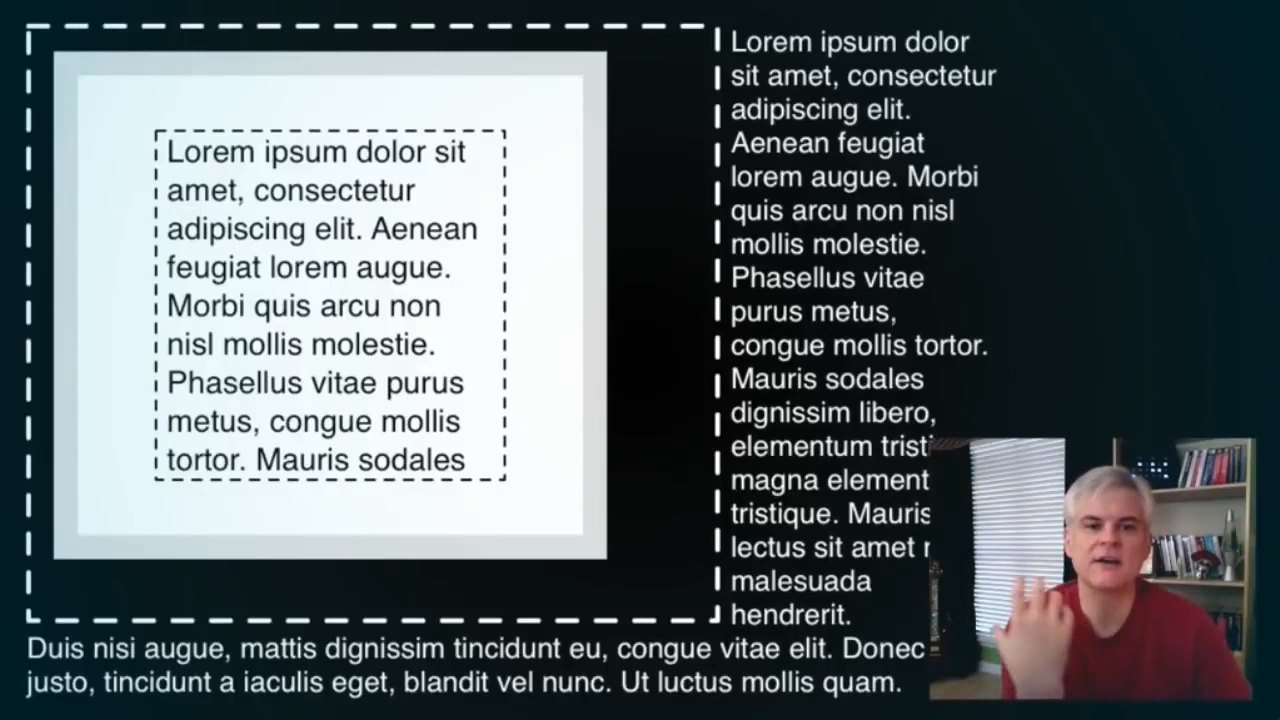 Lorem ipsum dolor sit
amet, consectetur
adipiscing elit. Aenean
feugiat lorem augue.
Morbi quis arcu non
nisl mollis molestie.
Phasellus vitae purus
metus, congue mollis
tortor. Mauris sodales
Lorem ipsum dolor
sit amet, consectetur
adipiscing elit.
Aenean feugiat
lorem augue. Morbi
quis arcu non nisl
mollis molestie.
Phasellus vitae
purus metus,
congue mollis tortor.
Mauris sodales
dignissim libero,
elementum
magna
tristique. Mauris
lectus sit amet
malesuada
hendrerit.
Duis nisi augue, mattis dignissim tincidunt eu, congue vitae elit. Donec
justo, tincidunt a iaculis eget, blandit vel nunc. Ut luctus mollis quam.